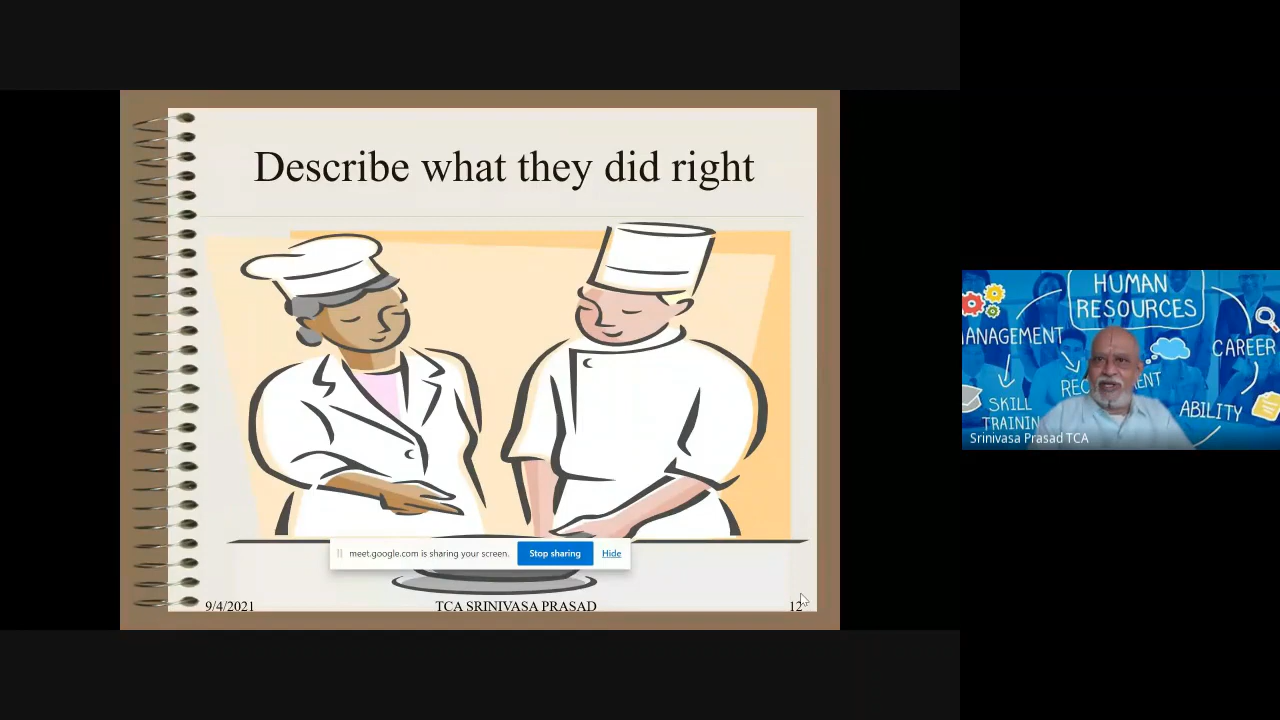 Describe what they did right
meet.google.com is sharing your screen.
Stop sharing
Hide
9/4/2021
TCA SRINIVASA PRASAD
12
HUMAN
RESOURCES
ANAGEMENT
CAREER
SKILL
TRAININ
ABILITY
Srinivasa Prasad TCA